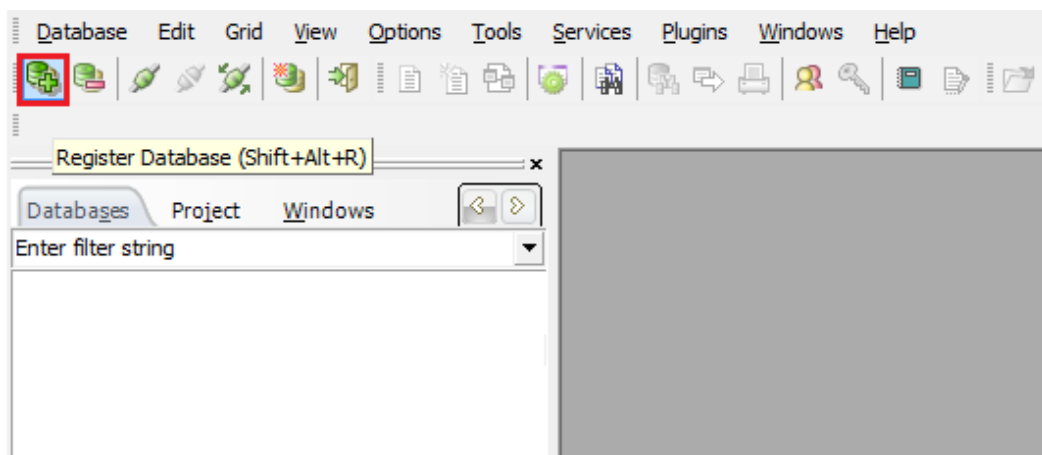 Database Edit Grid View Options Tools Services Plugins Windows Help
Register Database (Shift+Alt+R)
Databases Project Windows
Enter filter string